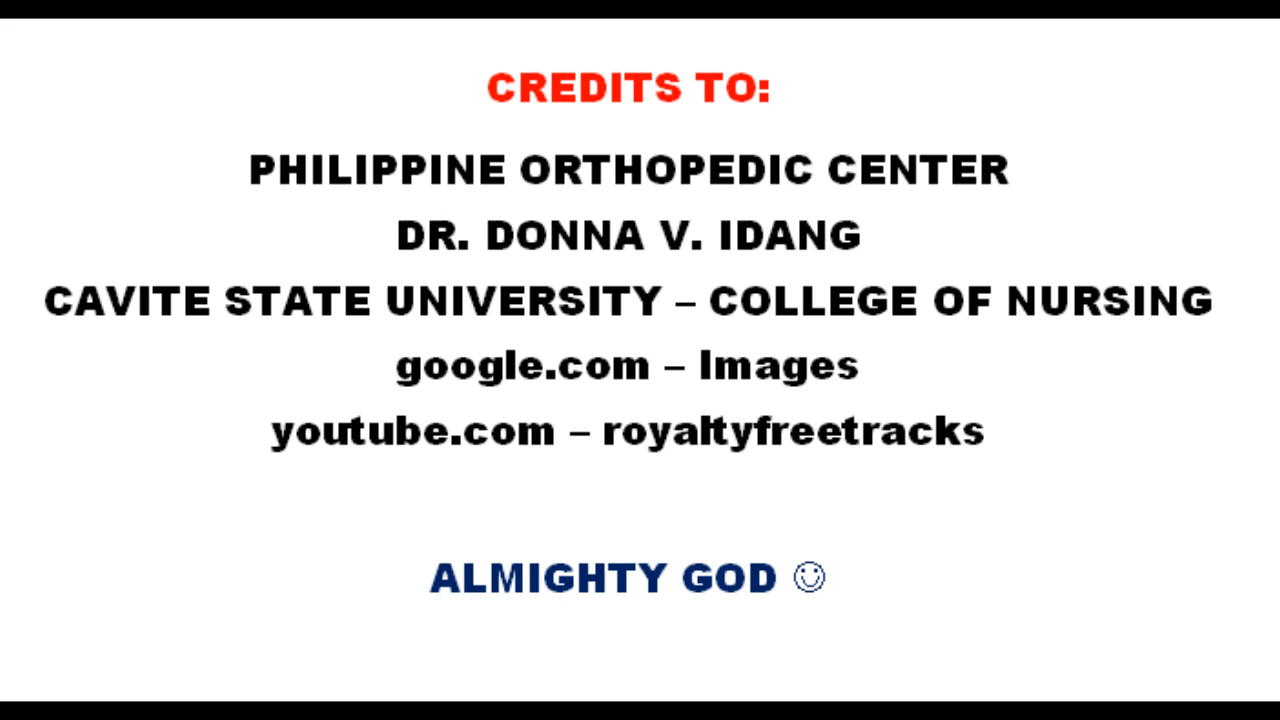 CREDITS TO:
PHILIPPINE ORTHOPEDIC CENTER
DR. DONNA V. IDANG
CAVITE STATE UNIVERSITY – COLLEGE OF NURSING
google.com – Images
youtube.com – royaltyfreetracks
ALMIGHTY GOD ☺